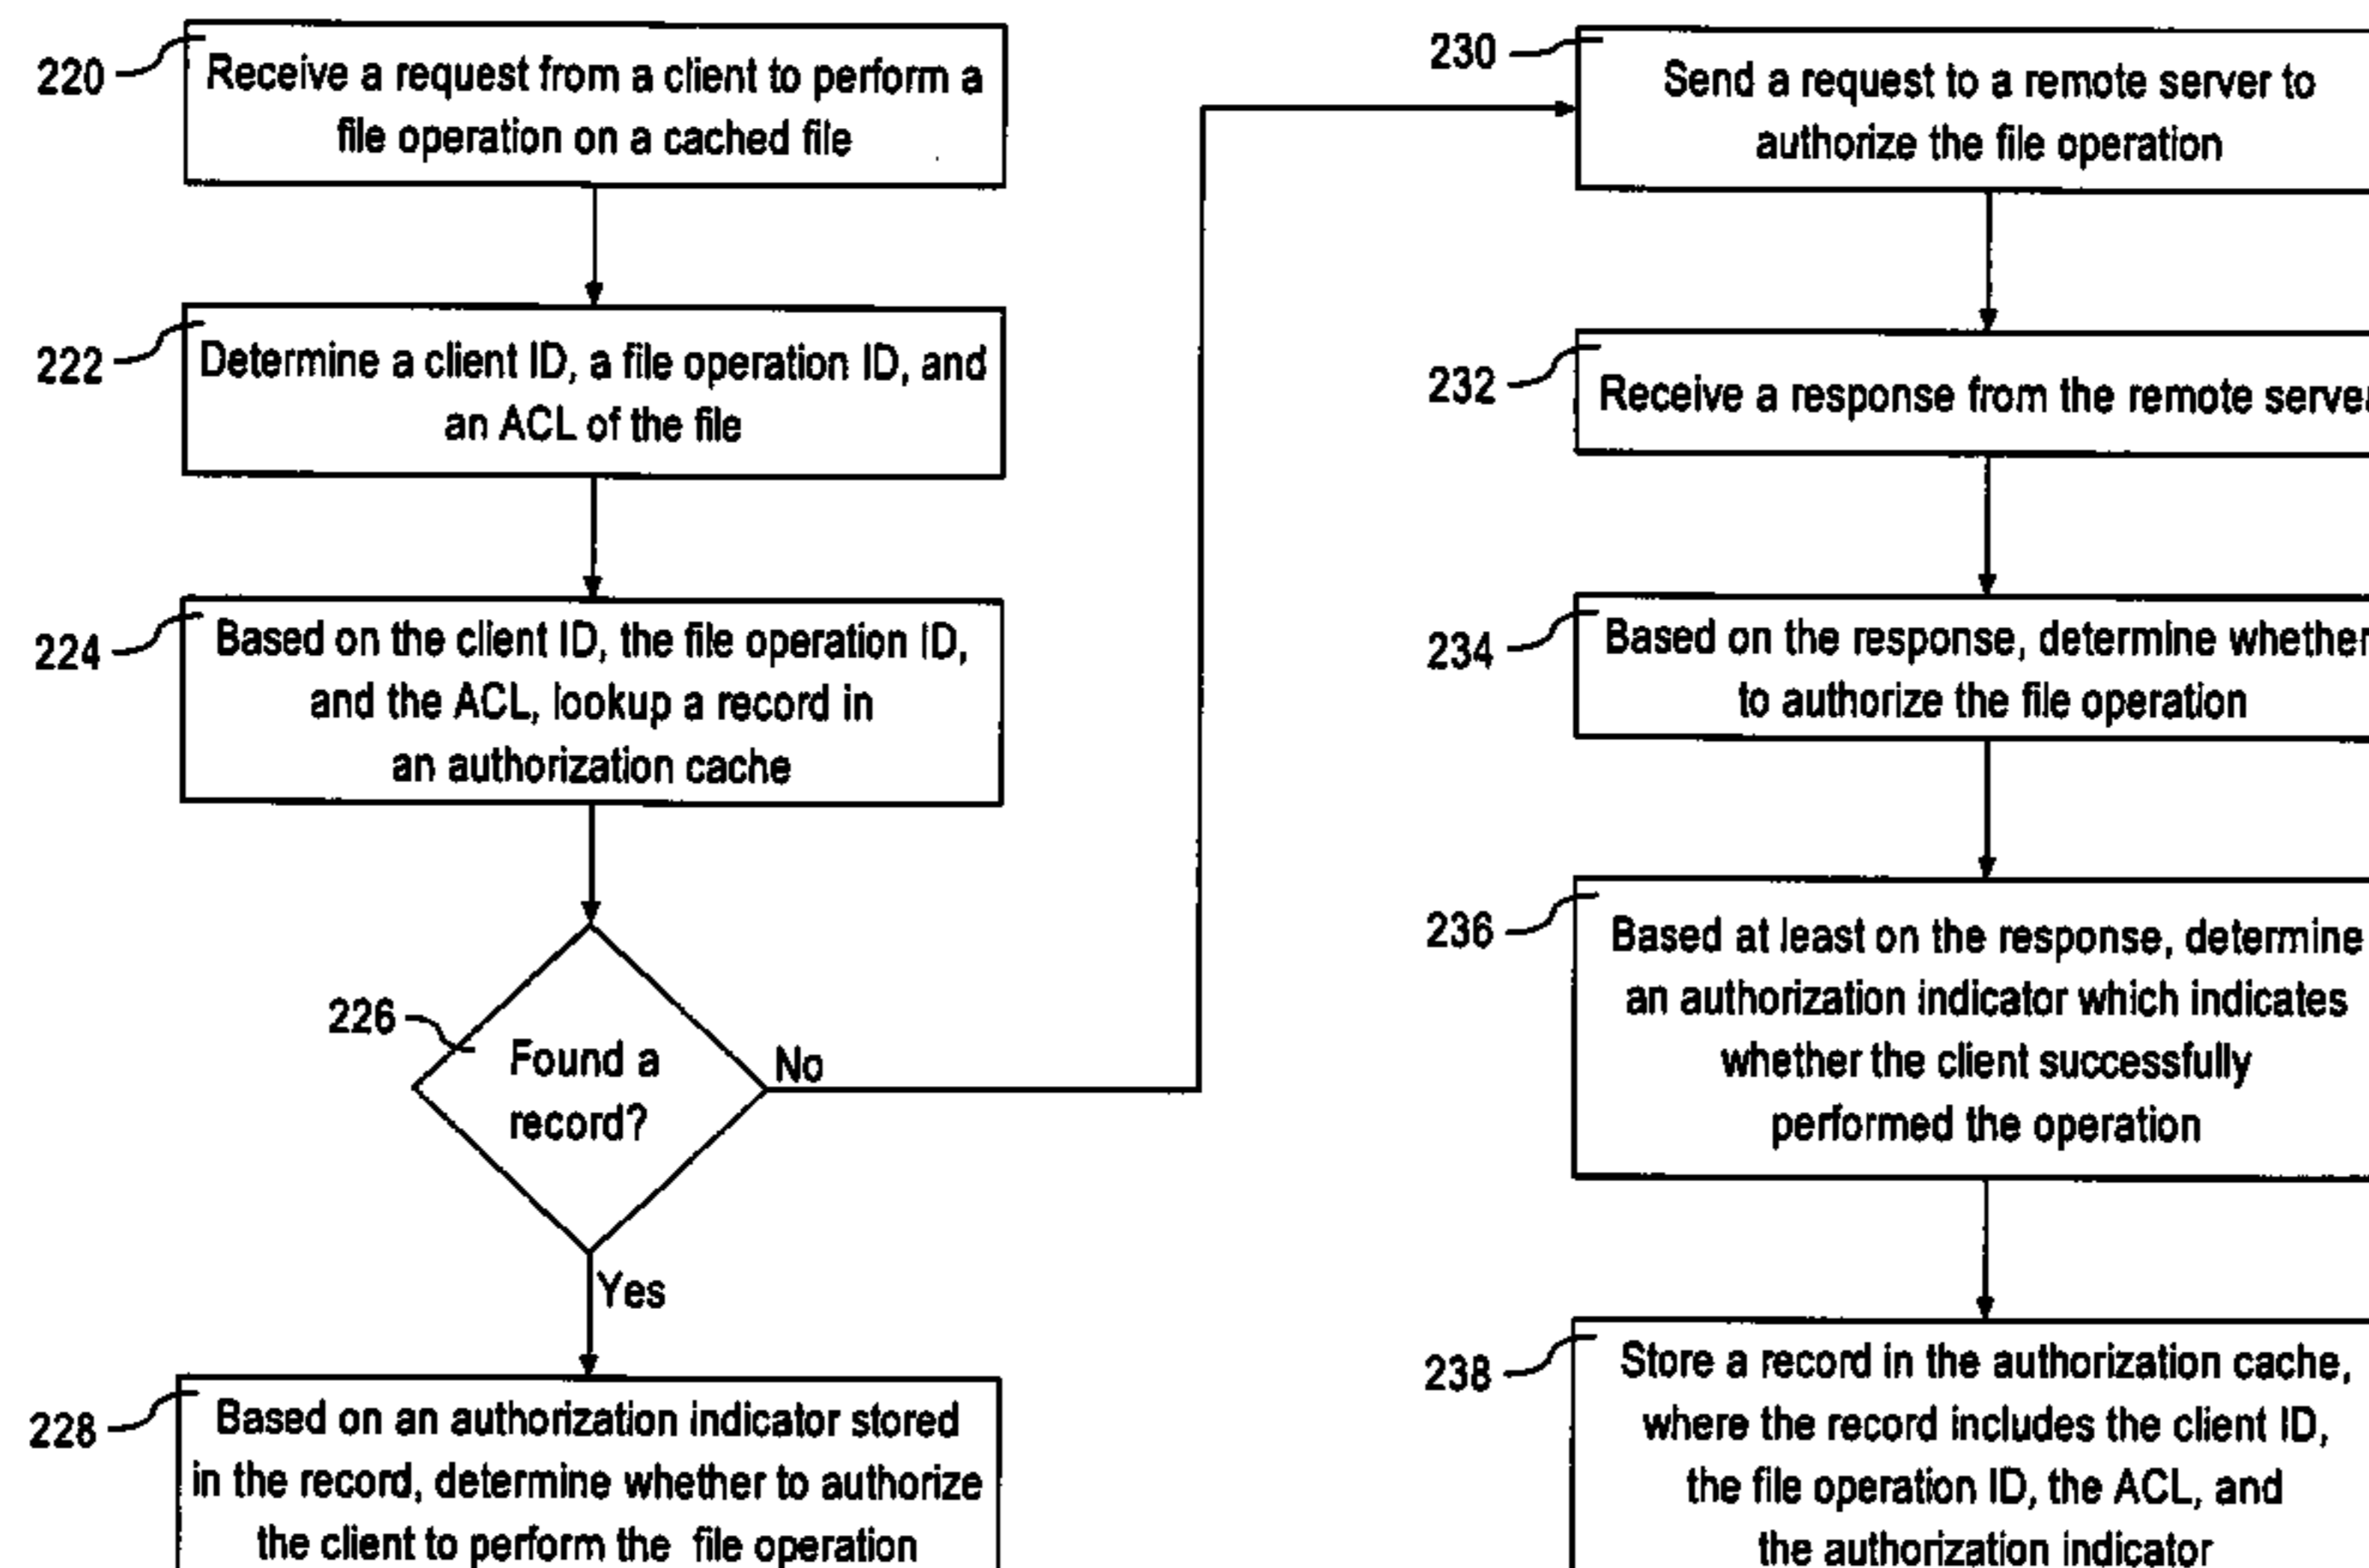 220
Receive a request from a client to perform a
file operation on a cached file
222
Determine a client ID, a file operation ID, and
an ACL of the file
224
Based on the client ID, the file operation ID,
and the ACL, lookup a record in
an authorization cache
226
Found a
record?
No
Yes
228
Based on an authorization indicator stored
in the record, determine whether to authorize
the client to perform the file operation
230
Send a request to a remote server to
authorize the file operation
232
Receive a response from the remote server
234
Based on the response, determine whether
to authorize the file operation
236
Based at least on the response, determine
an authorization indicator which indicates
whether the client successfully
performed the operation
238
Store a record in the authorization cache,
where the record includes the client ID,
the file operation ID, the ACL, and
the authorization indicator